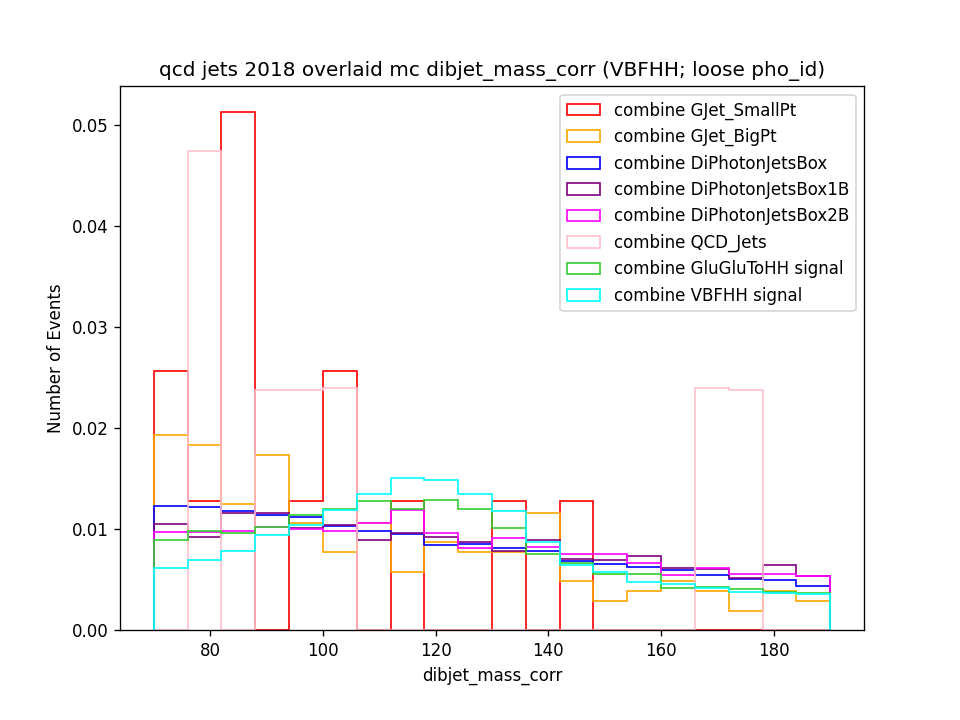 qcd jets 2018 overlaid mc dibjet_mass_corr (VBFHH; loose pho_id)
combine GJet_SmallPt
combine GJet_BigPt
combine DiPhotonJetsBox
combine DiPhotonJetsBox1B
combine DiPhotonJetsBox2B
combine QCD_Jets
combine GluGluToHH signal
combine VBFHH signal
Number of Events
0.05
0.04
0.03
0.02
0.01
0.00
80 100 120 140 160 180
dibjet_mass_corr